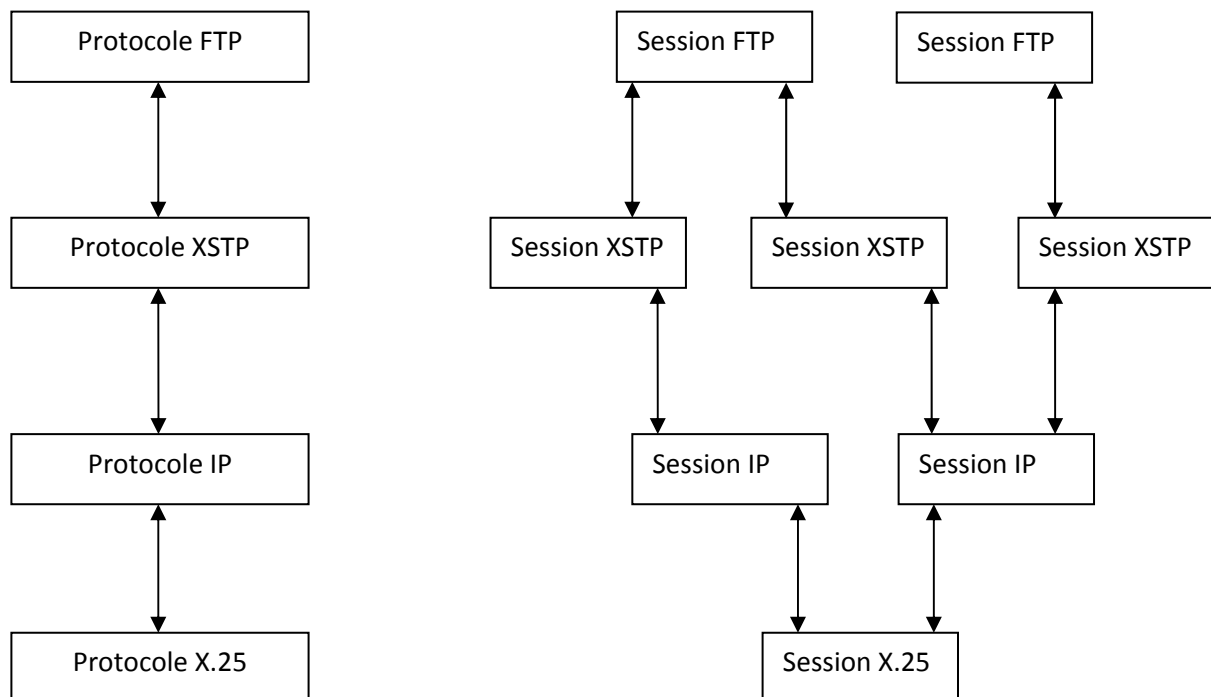 Protocole FTP
Session FTP
Session FTP
Protocole XSTP
Session XSTP
Session XSTP
Session XSTP
Protocole IP
Session IP
Session IP
Protocole X.25
Session X.25